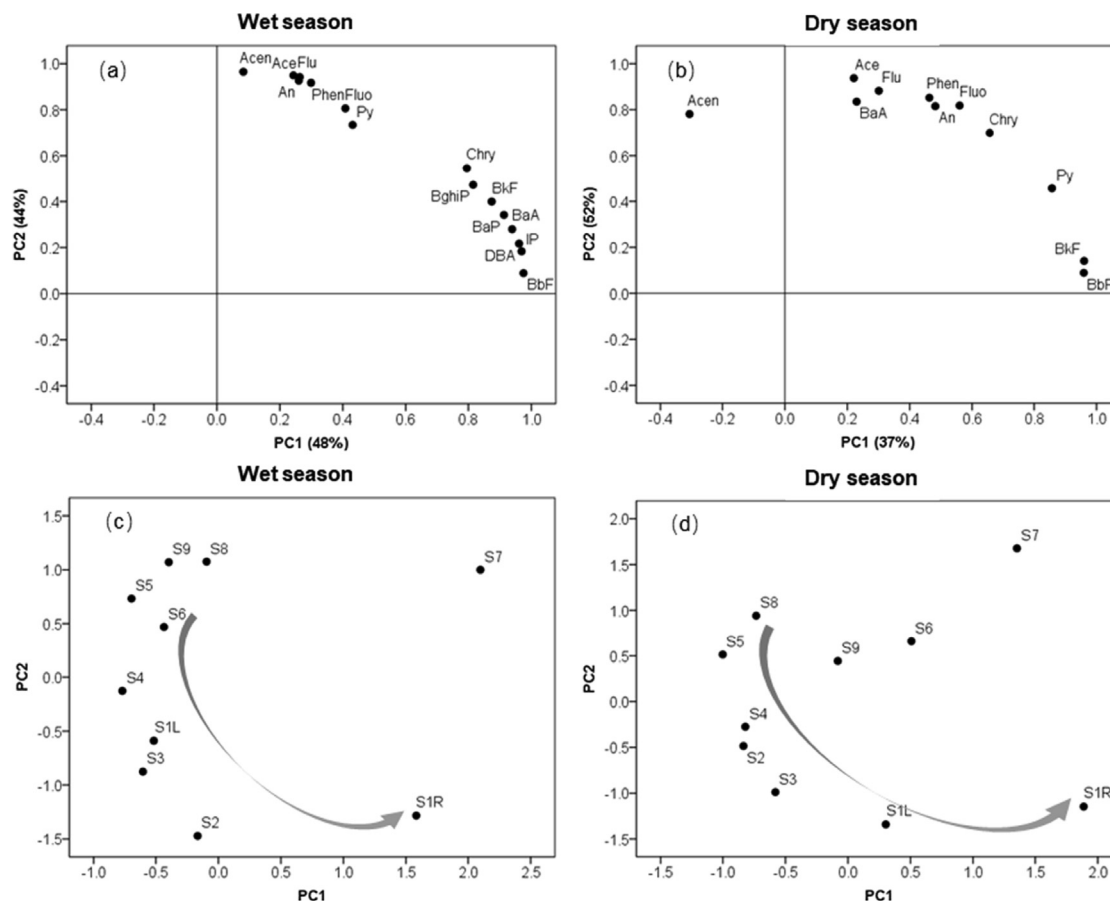 Wet season
(a)
Acen
AceFlu
An
PhenFluo
Py
Chry
BghiP
BkF
BaP
BaA
IP
DBA
BbF
1.0
0.8
0.6
0.4
0.2
0.0
-0.2
-0.4
PC2 (44%)
-0.4 -0.2 0.0 0.2 0.4 0.6 0.8 1.0
PC1 (48%)
Dry season
(b)
Ace
Flu
Acen
BaA
Phen
Fluo
An
Chry
Py
BkF
BbF
1.0
0.8
0.6
0.4
0.2
0.0
-0.2
-0.4
PC2 (52%)
-0.4 -0.2 0.0 0.2 0.4 0.6 0.8 1.0
PC1 (37%)
Wet season
(c)
S9
S8
S7
S5
S6
S4
S1L
S3
S1R
S2
1.5
1.0
0.5
0.0
-0.5
-1.0
-1.5
PC2
-1.0 -0.5 0.0 0.5 1.0 1.5 2.0 2.5
PC1
Dry season
(d)
S7
S8
S6
S5
S9
S4
S2
S3
S1L
S1R
2.0
1.5
1.0
0.5
0.0
-0.5
-1.0
-1.5
PC2
-1.5 -1.0 -0.5 0.0 0.5 1.0 1.5 2.0
PC1